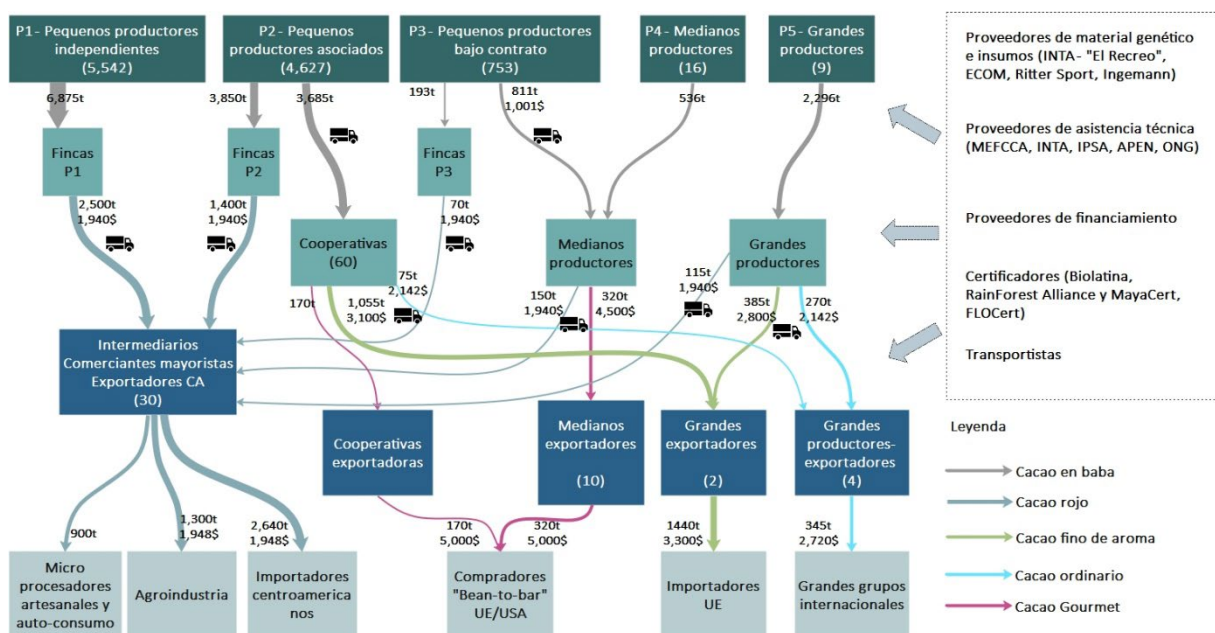 P1- Pequenos productores
independientes
(5,542)
P2- Pequenos
productores asociados
(4,627)
P3- Pequenos productores
bajo contrato
(753)
P4- Medianos
productores
(16)
P5- Grandes
productores
(9)
6,875t
3,850t
3,685t
193t
811t
1,001$
536t
2,296t
Fincas
P1
Fincas
P2
Fincas
P3
2,500t
1,940$
1,400t
1,940$
70t
1,940$
Cooperativas
(60)
Medianos
productores
Grandes
productores
170t
1,055t
3,100$
75t
2,142$
150t
1,940$
320t
4,500$
115t
1,940$
385t
2,800$
270t
2,142$
Intermediarios
Comerciantes mayoristas
Exportadores CA
(30)
Cooperativas
exportadoras
Medianos
exportadores
(10)
Grandes
exportadores
(2)
Grandes
productores-
exportadores
(4)
900t
1,300t
1,948$
2,640t
1,948$
170t
5,000$
320t
5,000$
1440t
3,300$
345t
2,720$
Micro
procesadores
artesanales y
auto-consumo
Agroindustria
Importadores
centroamerica
nos
Compradores
"Bean-to-bar"
UE/USA
Importadores
UE
Grandes grupos
internacionales
Proveedores de material genético
e insumos (INTA- "El Recreo",
ECOM, Ritter Sport, Ingemann)
Proveedores de asistencia técnica
(MEFCCA, INTA, IPSA, APEN, ONG)
Proveedores de financiamiento
Certificadores (Biolatina,
RainForest Alliance y MayaCert,
FLOCert)
Transportistas
Leyenda
Cacao en baba
Cacao rojo
Cacao fino de aroma
Cacao ordinario
Cacao Gourmet